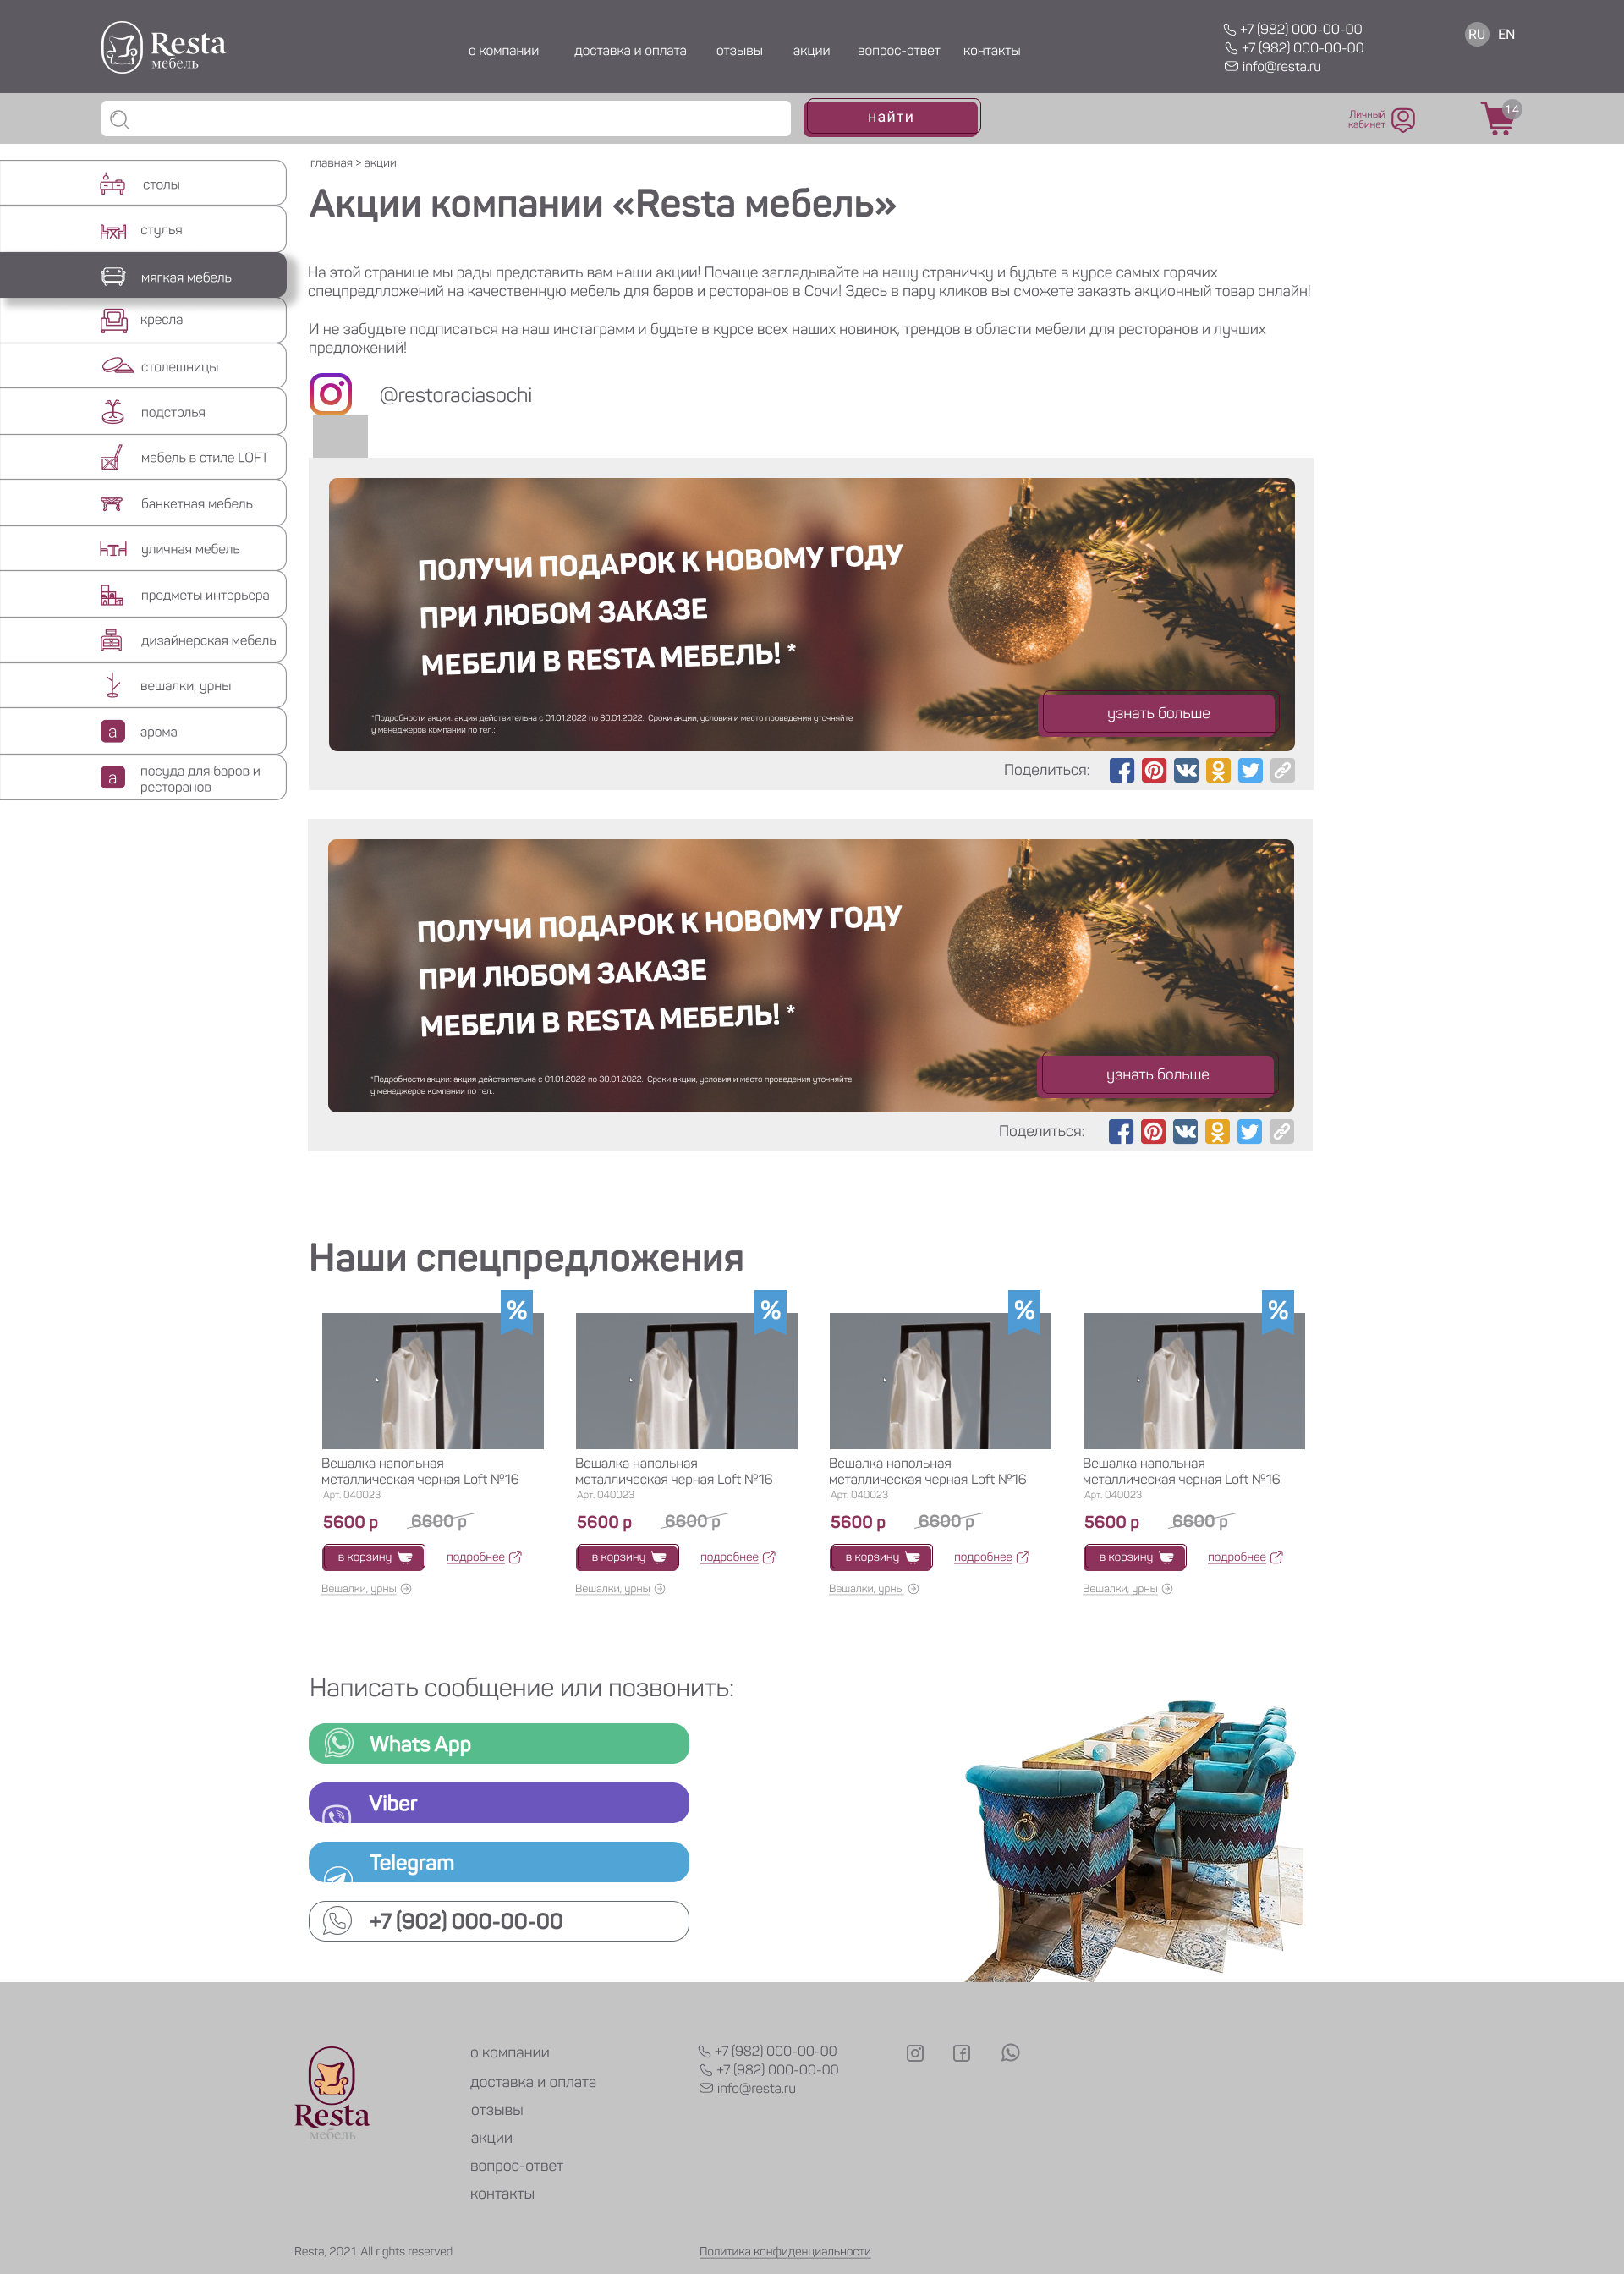 Resta
мебель
о компании доставка и оплата отзывы акции вопрос-ответ контакты
+7 (982) 000-00-00
+7 (982) 000-00-00
info@resta.ru
RU EN
найти
Личный
кабинет
14
столы
стулья
мягкая мебель
кресла
столешницы
подстолья
мебель в стиле LOFT
банкетная мебель
уличная мебель
предметы интерьера
дизайнерская мебель
вешалки, урны
а арома
а посуда для баров и
ресторанов
главная > акции
Акции компании «Resta мебель»
На этой странице мы рады представить вам наши акции! Почаще заглядывайте на нашу страничку и будьте в курсе самых горячих
спецпредлложений на качественную мебель для баров и ресторанов в Сочи! Здесь в пару кликов вы сможете заказть акционный товар онлайн!
И не забудьте подписаться на наш инстаграмм и будьте в курсе всех наших новинок, трендов в области мебели для ресторанов и лучших
предложений!
@restoraciasochi
ПОЛУЧИ ПОДАРОК К НОВОМУ ГОДУ
ПРИ ЛЮБОМ ЗАКАЗЕ
МЕБЕЛИ В RESTA МЕБЕЛЬ! *
*Подробности акции: акция действительна с 01.01.2022 по 30.01.2022. Сроки акции, условия и место проведения уточняйте
у менеджеров компании по тел.:
узнать больше
Поделиться:
ПОЛУЧИ ПОДАРОК К НОВОМУ ГОДУ
ПРИ ЛЮБОМ ЗАКАЗЕ
МЕБЕЛИ В RESTA МЕБЕЛЬ! *
*Подробности акции: акция действительна с 01.01.2022 по 30.01.2022. Сроки акции, условия и место проведения уточняйте
у менеджеров компании по тел.:
узнать больше
Поделиться:
Наши спецпредложения
%
Вешалка напольная
металлическая черная Loft №16
Арт. 040023
5600 р 6600 р
в корзину подробнее
Вешалки, урны
%
Вешалка напольная
металлическая черная Loft №16
Арт. 040023
5600 р 6600 р
в корзину подробнее
Вешалки, урны
%
Вешалка напольная
металлическая черная Loft №16
Арт. 040023
5600 р 6600 р
в корзину подробнее
Вешалки, урны
%
Вешалка напольная
металлическая черная Loft №16
Арт. 040023
5600 р 6600 р
в корзину подробнее
Вешалки, урны
Написать сообщение или позвонить:
Whats App
Viber
Telegram
+7 (902) 000-00-00
Resta
мебель
о компании
доставка и оплата
отзывы
акции
вопрос-ответ
контакты
+7 (982) 000-00-00
+7 (982) 000-00-00
info@resta.ru
Resta, 2021. All rights reserved
Политика конфиденциальности